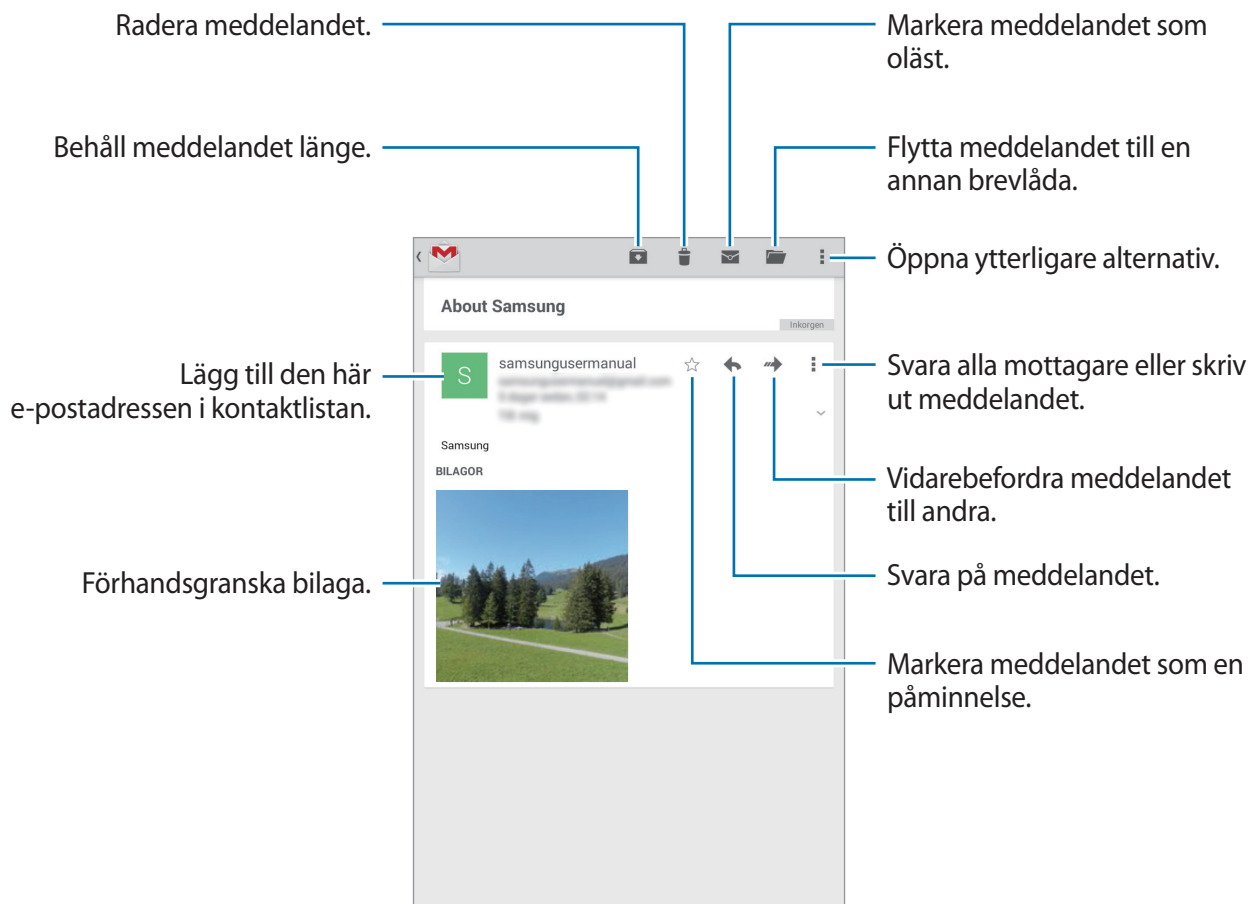 Radera meddelandet.
Markera meddelandet som
oläst.
Behåll meddelandet länge.
Flytta meddelandet till en
annan brevlåda.
Öppna ytterligare alternativ.
About Samsung
Inkorgen
Lägg till den här
e-postadressen i kontaktlistan.
S
samsungusermanual
Svara alla mottagare eller skriv
ut meddelandet.
Samsung
BILAGOR
Vidarebefordra meddelandet
till andra.
Förhandsgranska bilaga.
Svara på meddelandet.
Markera meddelandet som en
påminnelse.